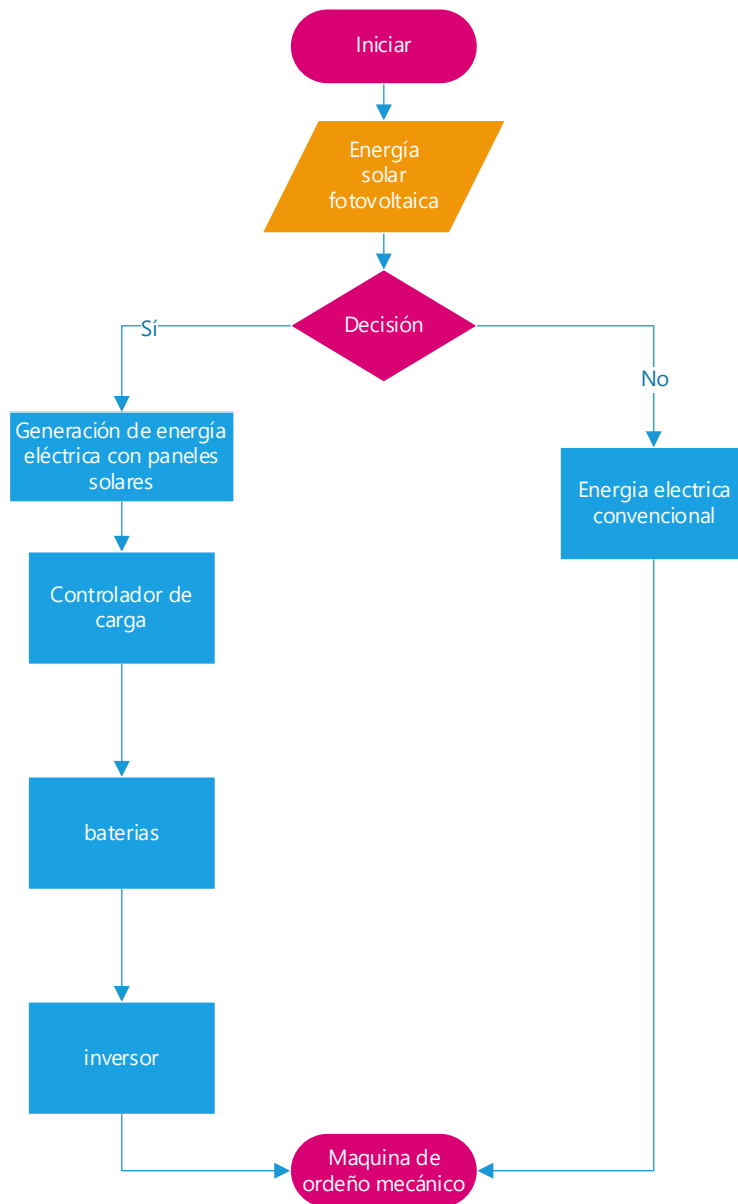 Iniciar
Energía
solar
fotovoltaica
Decisión
Sí
No
Generación de energía
eléctrica con paneles
solares
Energia electrica
convencional
Controlador de
carga
baterias
inversor
Maquina de
ordeño mecánico